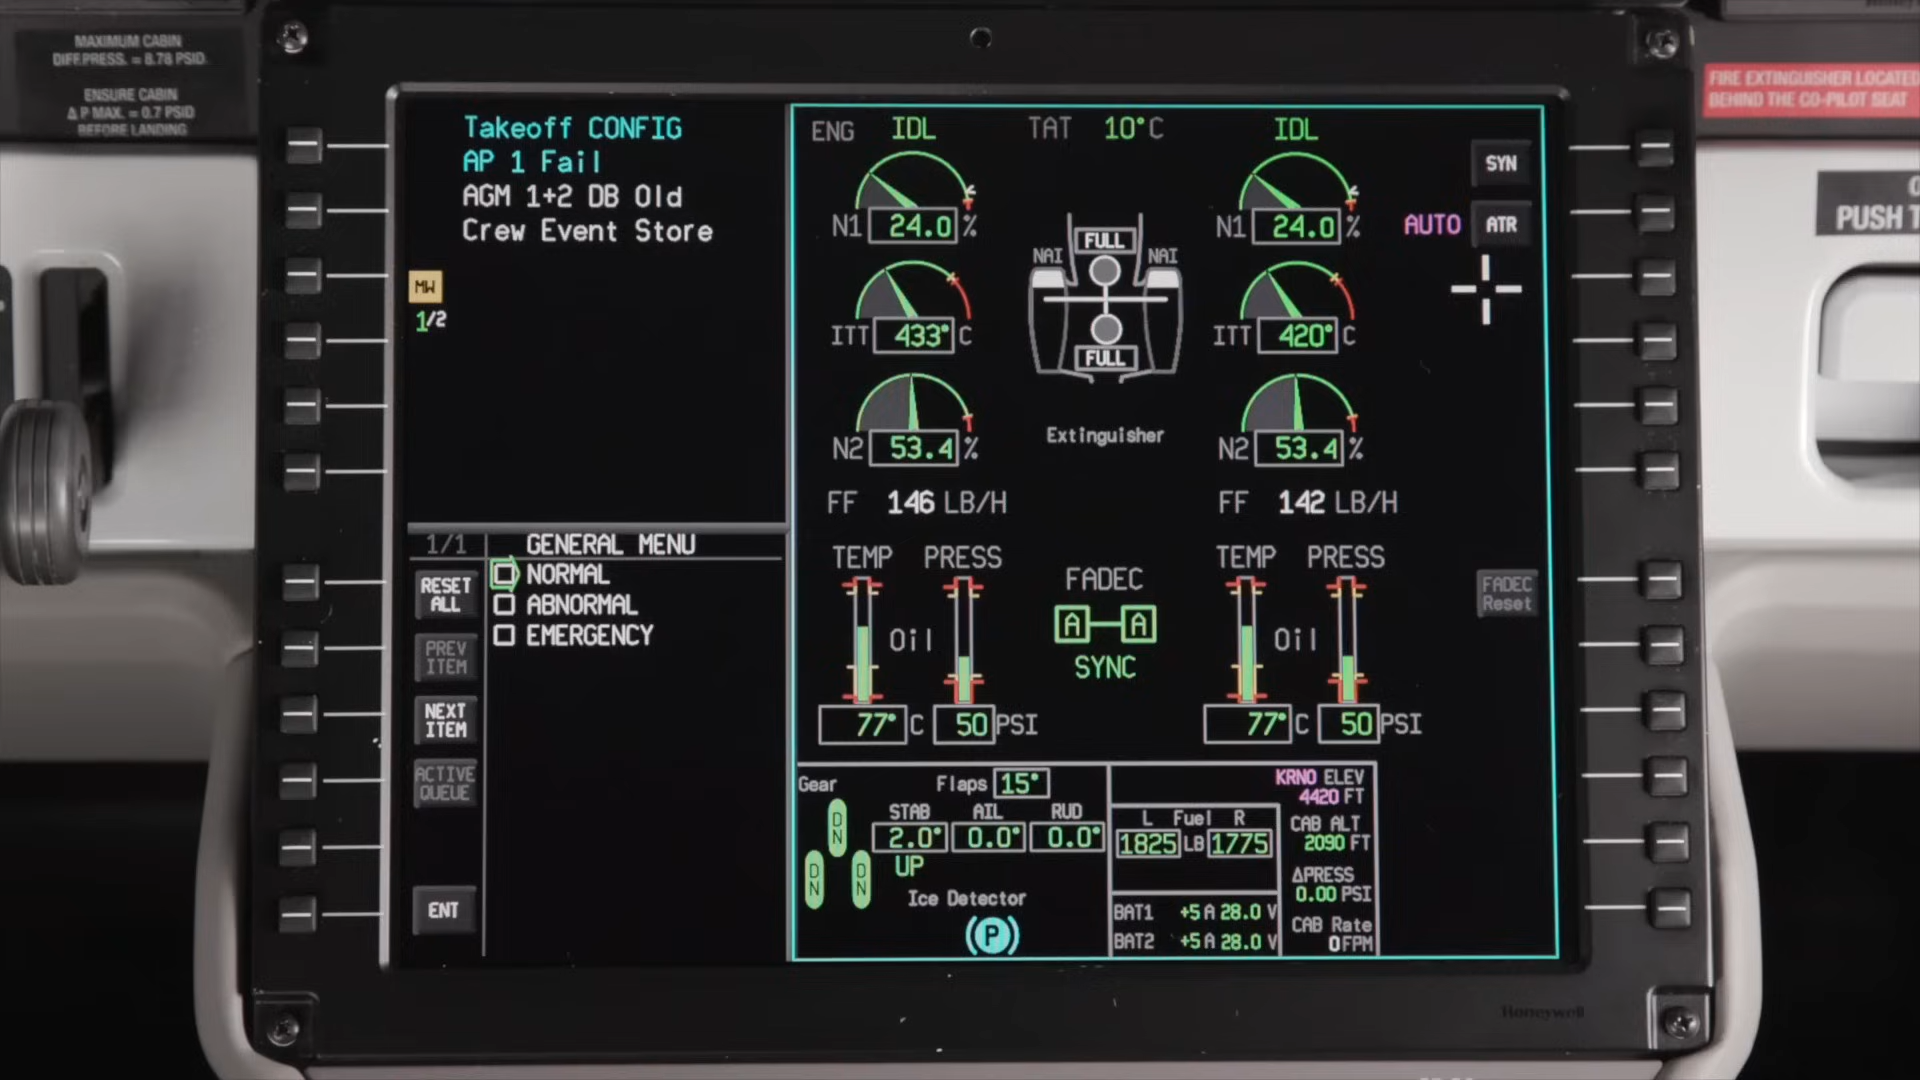 MAXIMUM CABIN
DIFF.PRESS. = 8.78 PSID
ENSURE CABIN
Δ P MAX. = 0.7 PSID
BEFORE LANDING
FIRE EXTINGUISHER LOCATED
BEHIND THE CO-PILOT SEAT
PUSH T
Takeoff CONFIG
AP 1 Fail
AGM 1+2 DB Old
Crew Event Store
MW
1/2
1/1 GENERAL MENU
NORMAL
ABNORMAL
EMERGENCY
RESET
ALL
PREV
ITEM
NEXT
ITEM
ACTIVE
QUEUE
ENT
ENG IDL TAT 10°C IDL
SYN
N1 24.0 % N1 24.0 %
AUTO ATR
FULL
NAI NAI
ITT 433° C ITT 420° C
FULL
Extinguisher
N2 53.4 % N2 53.4 %
FF 146 LB/H FF 142 LB/H
TEMP PRESS TEMP PRESS
FADEC
A A
SYNC
Oil Oil
FADEC
Reset
77° C 50 PSI 77° C 50 PSI
Gear Flaps 15°
STAB AIL RUD
2.0° 0.0° 0.0°
UP
DN
DN DN
Ice Detector
P
L Fuel R
1825 LB 1775
BAT1 +5 A 28.0 V
BAT2 +5 A 28.0 V
KRNO ELEV
4420 FT
CAB ALT
2090 FT
ΔPRESS
0.00 PSI
CAB Rate
0 FPM
Honeywell